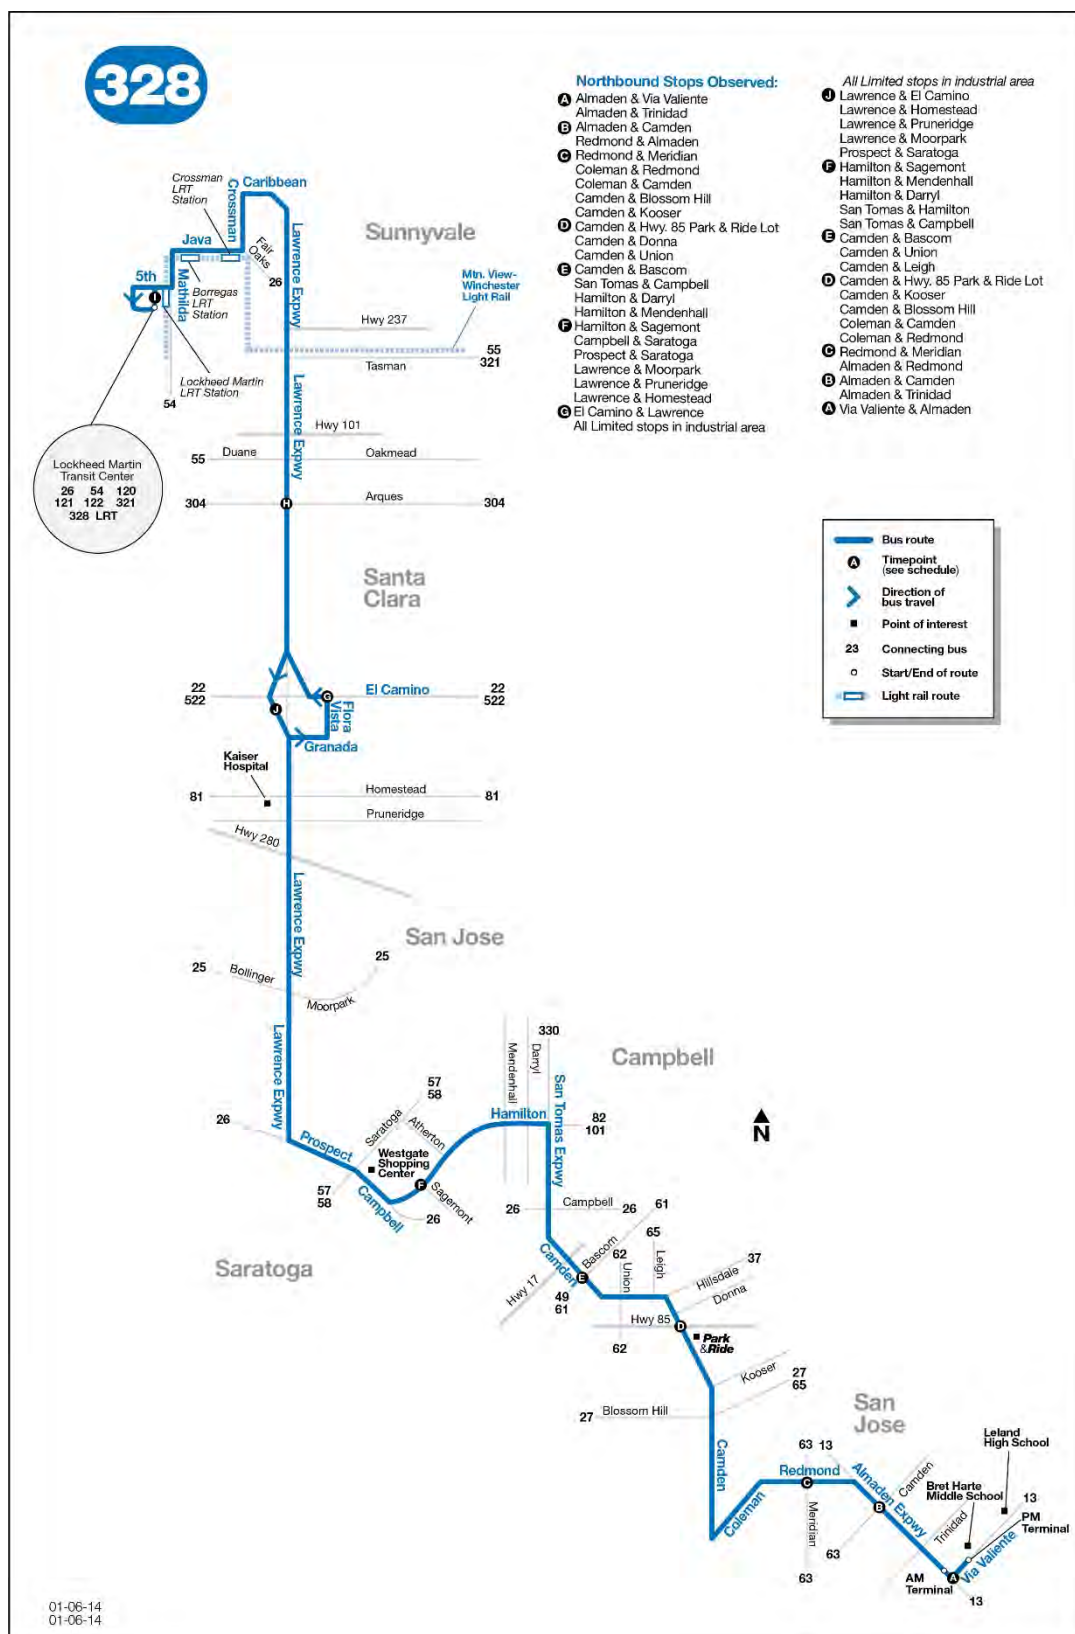 328
Northbound Stops Observed:
A Almaden & Via Valiente
Almaden & Trinidad
B Almaden & Camden
Redmond & Almaden
C Redmond & Meridian
Coleman & Redmond
Coleman & Camden
Camden & Blossom Hill
Camden & Kooser
D Camden & Hwy. 85 Park & Ride Lot
Camden & Donna
Camden & Union
E Camden & Bascom
San Tomas & Campbell
Hamilton & Darryl
Hamilton & Mendenhall
F Hamilton & Sagemont
Campbell & Saratoga
Prospect & Saratoga
Lawrence & Moorpark
Lawrence & Pruneridge
Lawrence & Homestead
G El Camino & Lawrence
All Limited stops in industrial area
All Limited stops in industrial area
J Lawrence & El Camino
Lawrence & Homestead
Lawrence & Pruneridge
Lawrence & Moorpark
Prospect & Saratoga
F Hamilton & Sagemont
Hamilton & Mendenhall
Hamilton & Darryl
San Tomas & Hamilton
San Tomas & Campbell
E Camden & Bascom
Camden & Union
Camden & Leigh
D Camden & Hwy. 85 Park & Ride Lot
Camden & Kooser
Camden & Blossom Hill
Coleman & Camden
Coleman & Redmond
C Redmond & Meridian
Almaden & Redmond
B Almaden & Camden
Almaden & Trinidad
A Via Valiente & Almaden
Crossman
LRT
Station
Crossman
Caribbean
Sunnyvale
Java
Fair
Oaks
26
Lawrence Expwy
5th
I
Mathilda
Borregas
LRT
Station
Mtn. View-
Winchester
Light Rail
Hwy 237
55
321
Tasman
Lockheed Martin
LRT Station
54
Lawrence Expwy
Hwy 101
55
Duane
Oakmead
Lockheed Martin
Transit Center
26 54 120
121 122 321
328 LRT
304
H
Arques
304
Bus route
A
Timepoint
(see schedule)
Direction of
bus travel
Point of interest
23
Connecting bus
Start/End of route
Light rail route
Santa
Clara
22
522
El Camino
G
22
522
J
Flora
Vista
Granada
Kaiser
Hospital
81
Homestead
81
Pruneridge
Hwy 280
Lawrence Expwy
San Jose
25
Bollinger
Moorpark
25
Lawrence Expwy
330
Mendenhall
Darryl
San Tomas Expwy
Campbell
57
58
Saratoga
Atherton
Hamilton
82
101
N
26
Prospect
Westgate
Shopping
Center
F
Sagemont
57
58
Campbell
26
26
Campbell
26
61
Saratoga
Camden
Hwy 17
E
Bascom
49
61
62
Union
65
Leigh
Hillsdale
37
Donna
Hwy 85
D
Park
&Ride
62
Kooser
27
65
27
Blossom Hill
Camden
San
Jose
Leland
High School
63
13
Redmond
C
Coleman
Meridian
63
Almaden Expwy
B
Camden
63
Bret Harte
Middle School
Trinidad
13
PM
Terminal
Via Valiente
AM
Terminal
A
13
01-06-14
01-06-14